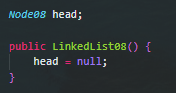 Node08 head;
public LinkedList08() {
head = null;
}